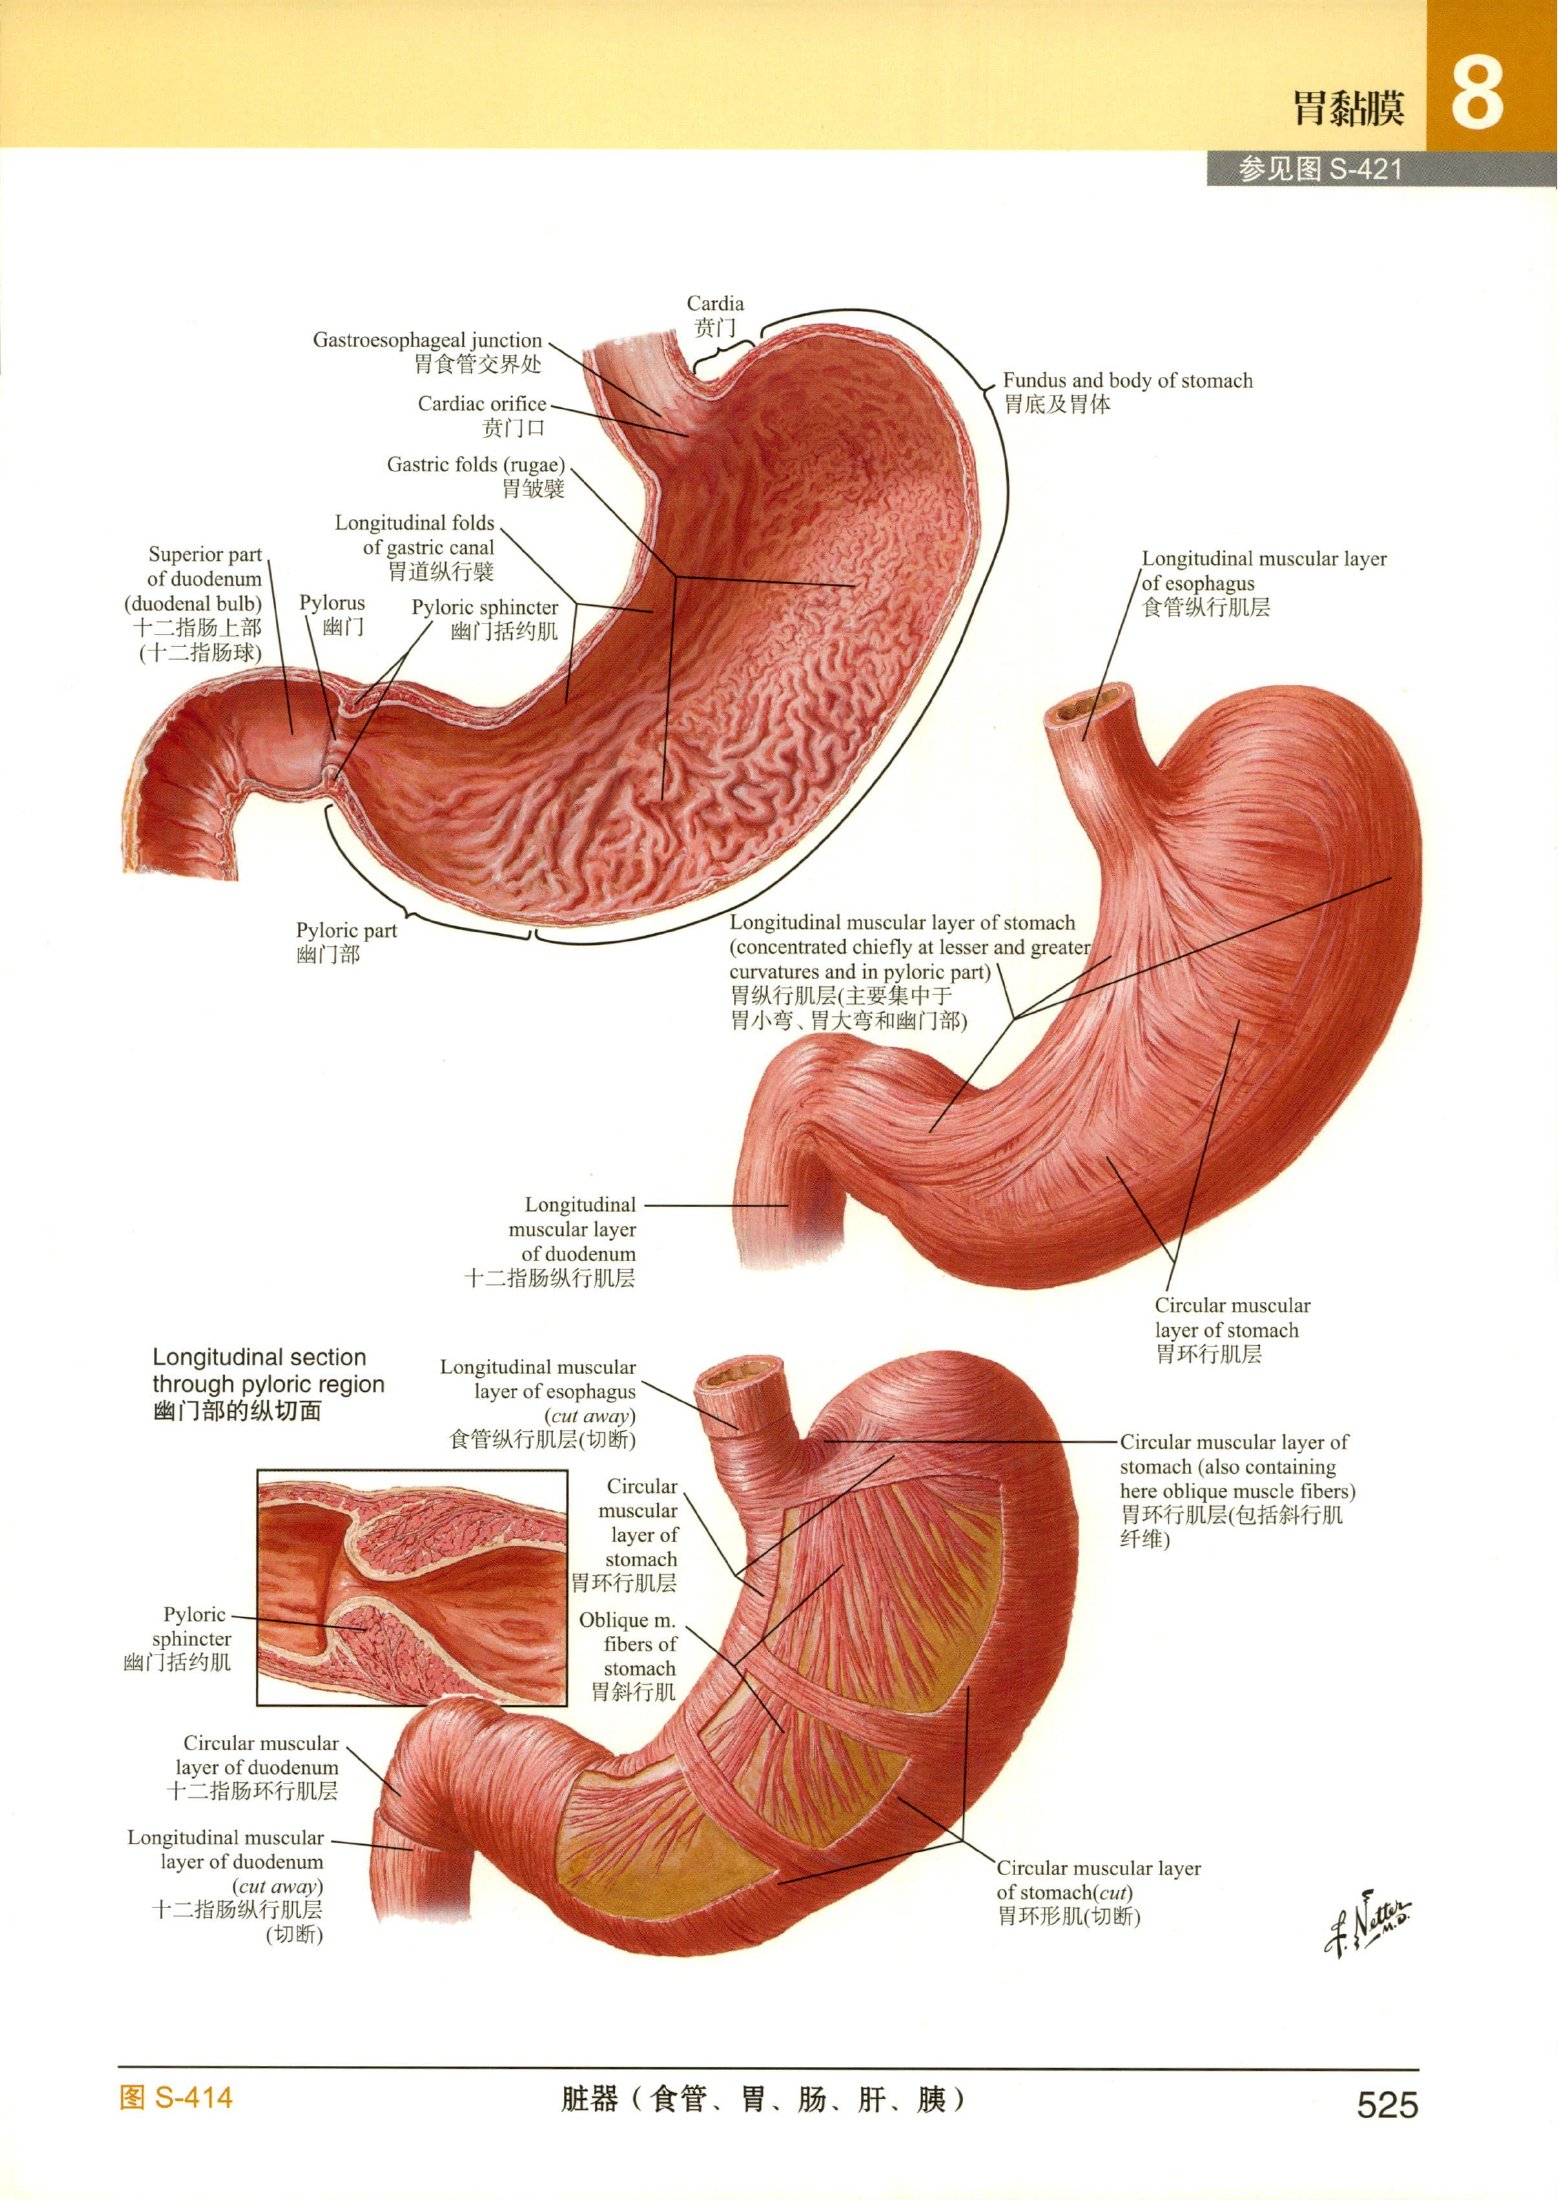 胃黏膜
8
参见图 S-421
Cardia
贲门
Gastroesophageal junction
胃食管交界处
Cardiac orifice
贲门口
Gastric folds (rugae)
胃皱襞
Longitudinal folds
of gastric canal
胃道纵行襞
Superior part
of duodenum
(duodenal bulb)
十二指肠上部
(十二指肠球)
Pylorus
幽门
Pyloric sphincter
幽门括约肌
Fundus and body of stomach
胃底及胃体
Longitudinal muscular layer
of esophagus
食管纵行肌层
Pyloric part
幽门部
Longitudinal muscular layer of stomach
(concentrated chiefly at lesser and greater
curvatures and in pyloric part)
胃纵行肌层(主要集中于
胃小弯、胃大弯和幽门部)
Longitudinal
muscular layer
of duodenum
十二指肠纵行肌层
Circular muscular
layer of stomach
胃环行肌层
Longitudinal section
through pyloric region
幽门部的纵切面
Longitudinal muscular
layer of esophagus
(cut away)
食管纵行肌层(切断)
Circular muscular layer of
stomach (also containing
here oblique muscle fibers)
胃环行肌层(包括斜行肌
纤维)
Circular
muscular
layer of
stomach
胃环行肌层
Pyloric
sphincter
幽门括约肌
Oblique m.
fibers of
stomach
胃斜行肌
Circular muscular
layer of duodenum
十二指肠环行肌层
Longitudinal muscular
layer of duodenum
(cut away)
十二指肠纵行肌层
(切断)
Circular muscular layer
of stomach(cut)
胃环形肌(切断)
F. Netter
M.D.
图 S-414
脏器（食管、胃、肠、肝、胰）
525